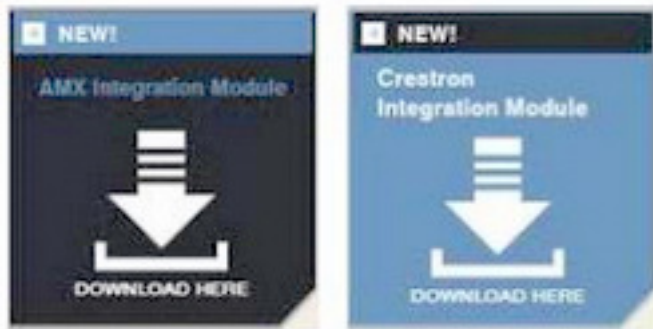 NEW!
AMX Integration Module
DOWNLOAD HERE
NEW!
Crestron
Integration Module
DOWNLOAD HERE